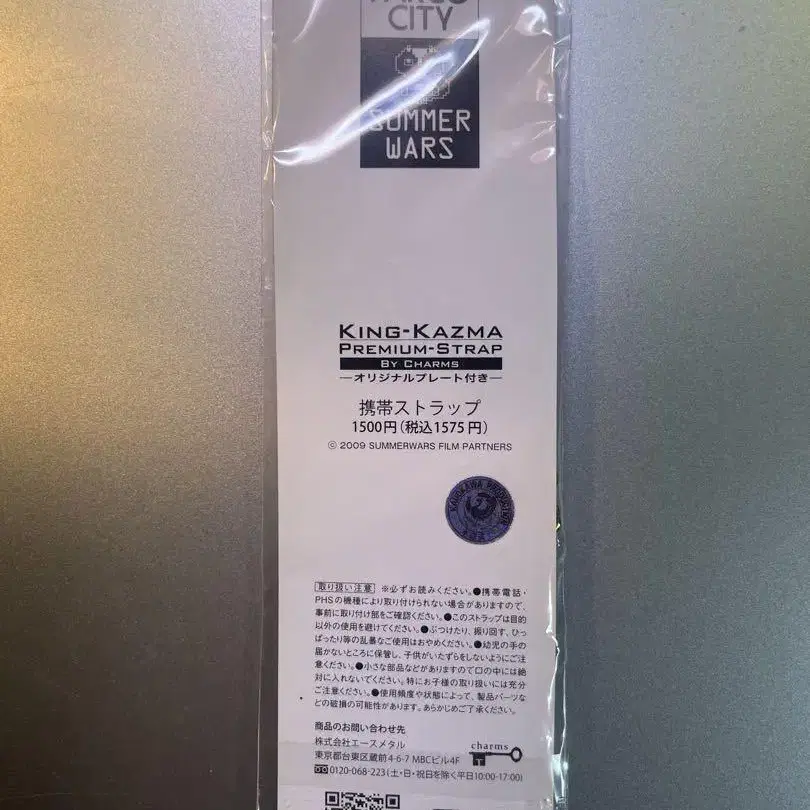 CITY
SUMMER
WARS
KING-KAZMA
PREMIUM-STRAP
BY CHARMS
—オリジナルプレート付き—
携帯ストラップ
1500円(税込1575円)
© 2009 SUMMERWARS FILM PARTNERS
KADOKAWA PRODUCTION
取り扱い注意 ※必ずお読みください。●携帯電話・
PHSの機種により取り付けられない場合がありますので、
事前に取り付け部をご確認ください。●このストラップは目的
以外の使用を避けてください。●ぶつけたり、振り回す、ひっ
ぱったり等の乱暴なご使用はおやめください。●幼児の手の
届かないところに保管し、子供がいたずらをしないようにご注
意ください。●小さな部品などがありますので口の中には絶
対に入れないでください。特にお子様の取り扱いには充分
ご注意ください。●使用頻度や状態によって、製品パーツな
どの破損の可能性があります。あらかじめご了承ください。
商品のお問い合わせ先
株式会社エースメタル
東京都台東区蔵前4-6-7 MBCビル4F
0120-068-223(土・日・祝日を除く平日10:00-17:00)
charms